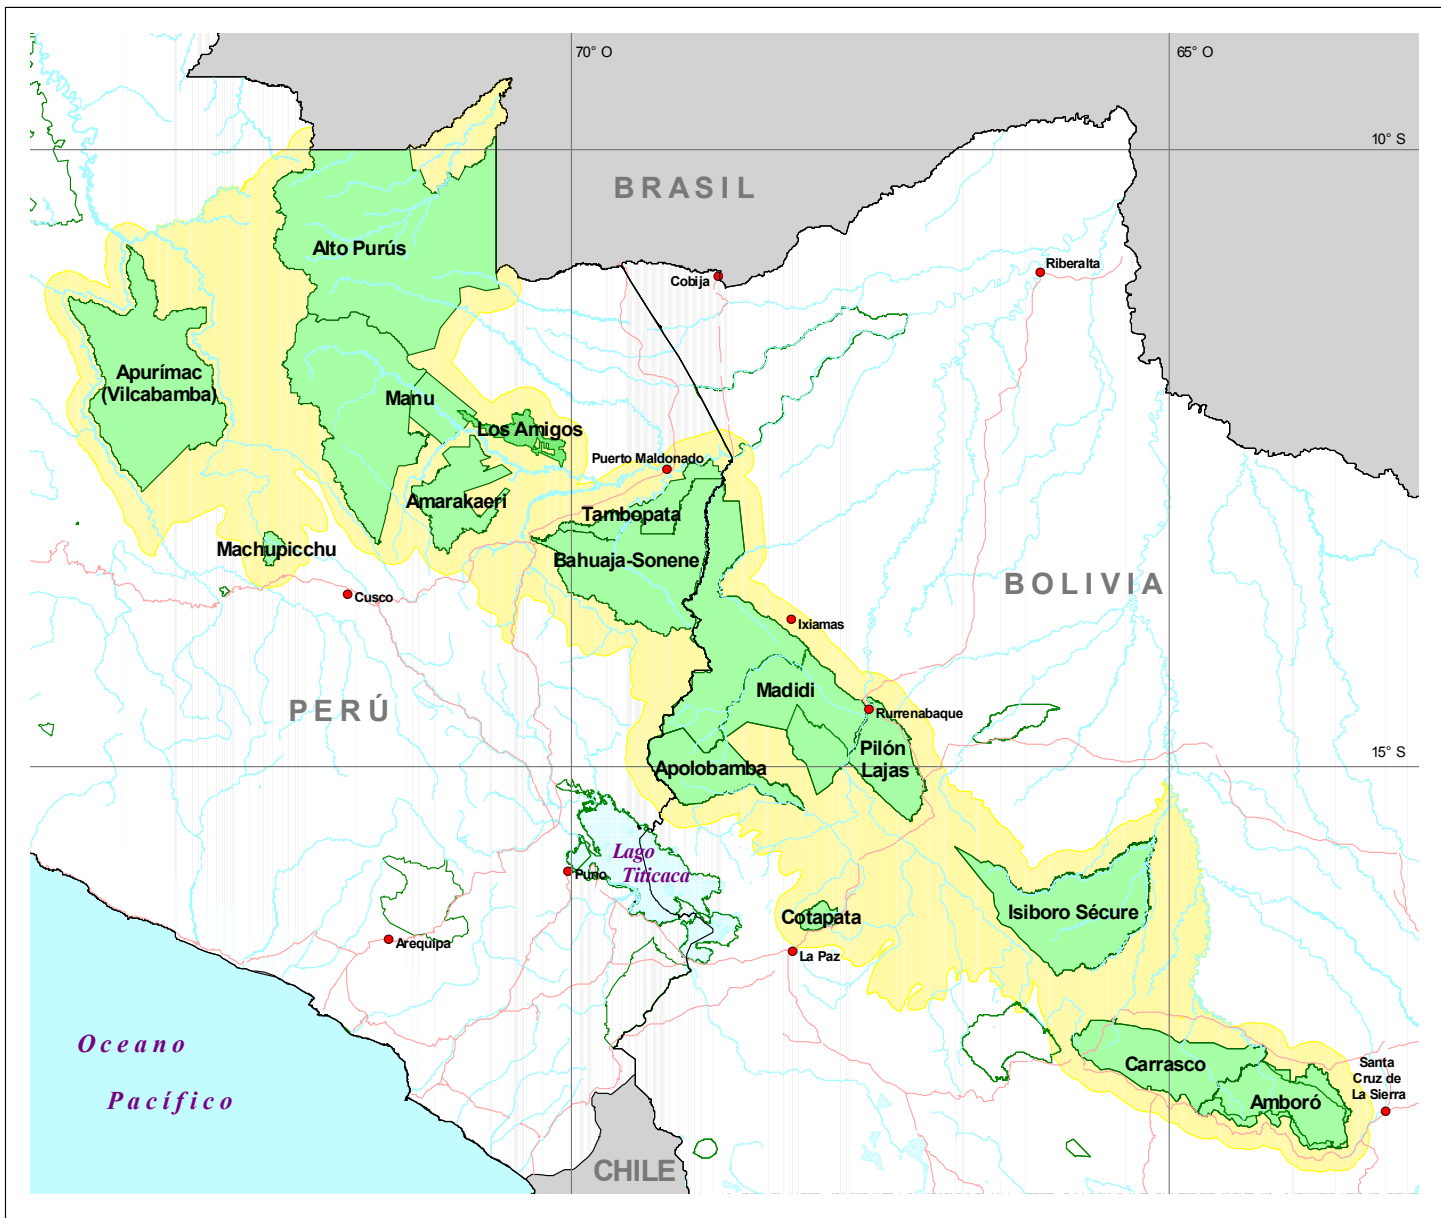 70° O
65° O
10° S
BRASIL
Alto Purús
Riberalta
Cobija
Apurímac
(Vilcabamba)
Manu
Los Amigos
Puerto Maldonado
Amarakaeri
Tambopata
Machupicchu
Bahuaja-Sonene
BOLIVIA
Cusco
Ixiamas
Madidi
PERÚ
Rurrenabaque
Pilón
Lajas
15° S
Apolobamba
Lago
Titicaca
Puno
Cotapata
Isiboro Sécure
Arequipa
La Paz
Oceano
Pacífico
Carrasco
Santa
Cruz de
La Sierra
Amboró
CHILE